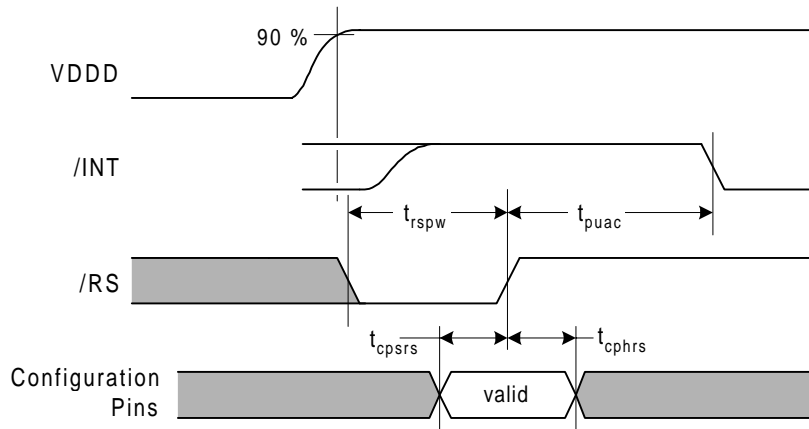 90 %
VDDD
/INT
t_rspw
t_puac
/RS
t_cpsrs
t_cphrs
Configuration
Pins
valid